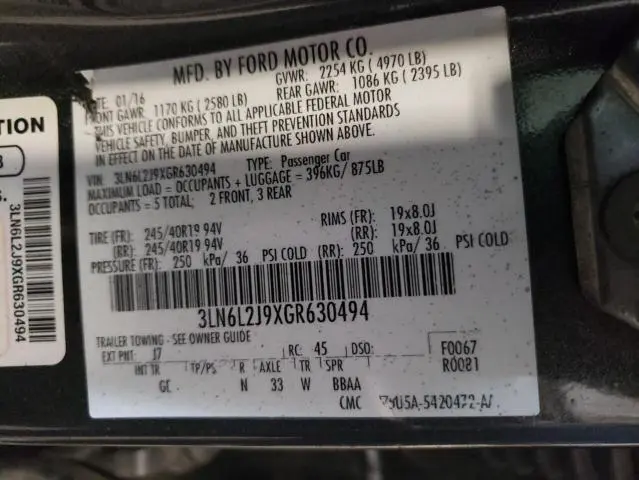 MFD. BY FORD MOTOR CO.
01/16 GVWR: 2254 KG ( 4970 LB)
FRONT GAWR: 1170 KG ( 2580 LB) REAR GAWR: 1086 KG ( 2395 LB)
THIS VEHICLE CONFORMS TO ALL APPLICABLE FEDERAL MOTOR
VEHICLE SAFETY, BUMPER, AND THEFT PREVENTION STANDARDS
IN EFFECT ON THE DATE OF MANUFACTURE SHOWN ABOVE.
VIN: 3LN6L2J9XGR630494 TYPE: Passenger Car
MAXIMUM LOAD = OCCUPANTS + LUGGAGE = 396KG/ 875LB
OCCUPANTS = 5 TOTAL; 2 FRONT, 3 REAR
TIRE (FR): 245/40R19 94V RIMS (FR): 19x8.0J
(RR): 245/40R19 94V (RR): 19x8.0J
PRESSURE (FR): 250 kPa/ 36 PSI COLD (RR): 250 kPa/ 36 PSI COLD
3LN6L2J9XGR630494
TRAILER TOWING - SEE OWNER GUIDE
EXT PNT: J7 RC: 45 DSO: F0067
R0081
INT TR TP/PS R AXLE TR SPR
GE N 33 W BBAA
CMC
3LN6L2J9XGR630494